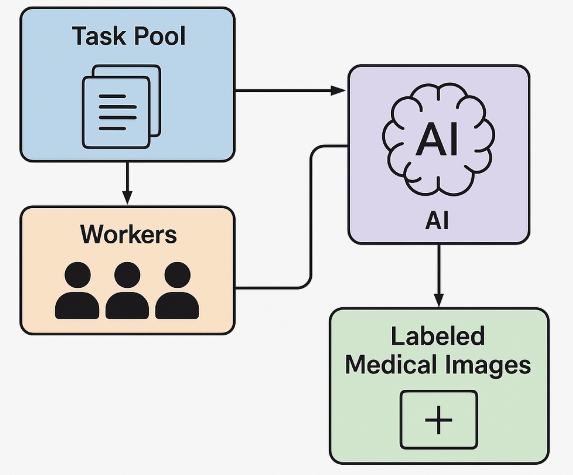 Task Pool
AI
AI
Workers
Labeled
Medical Images